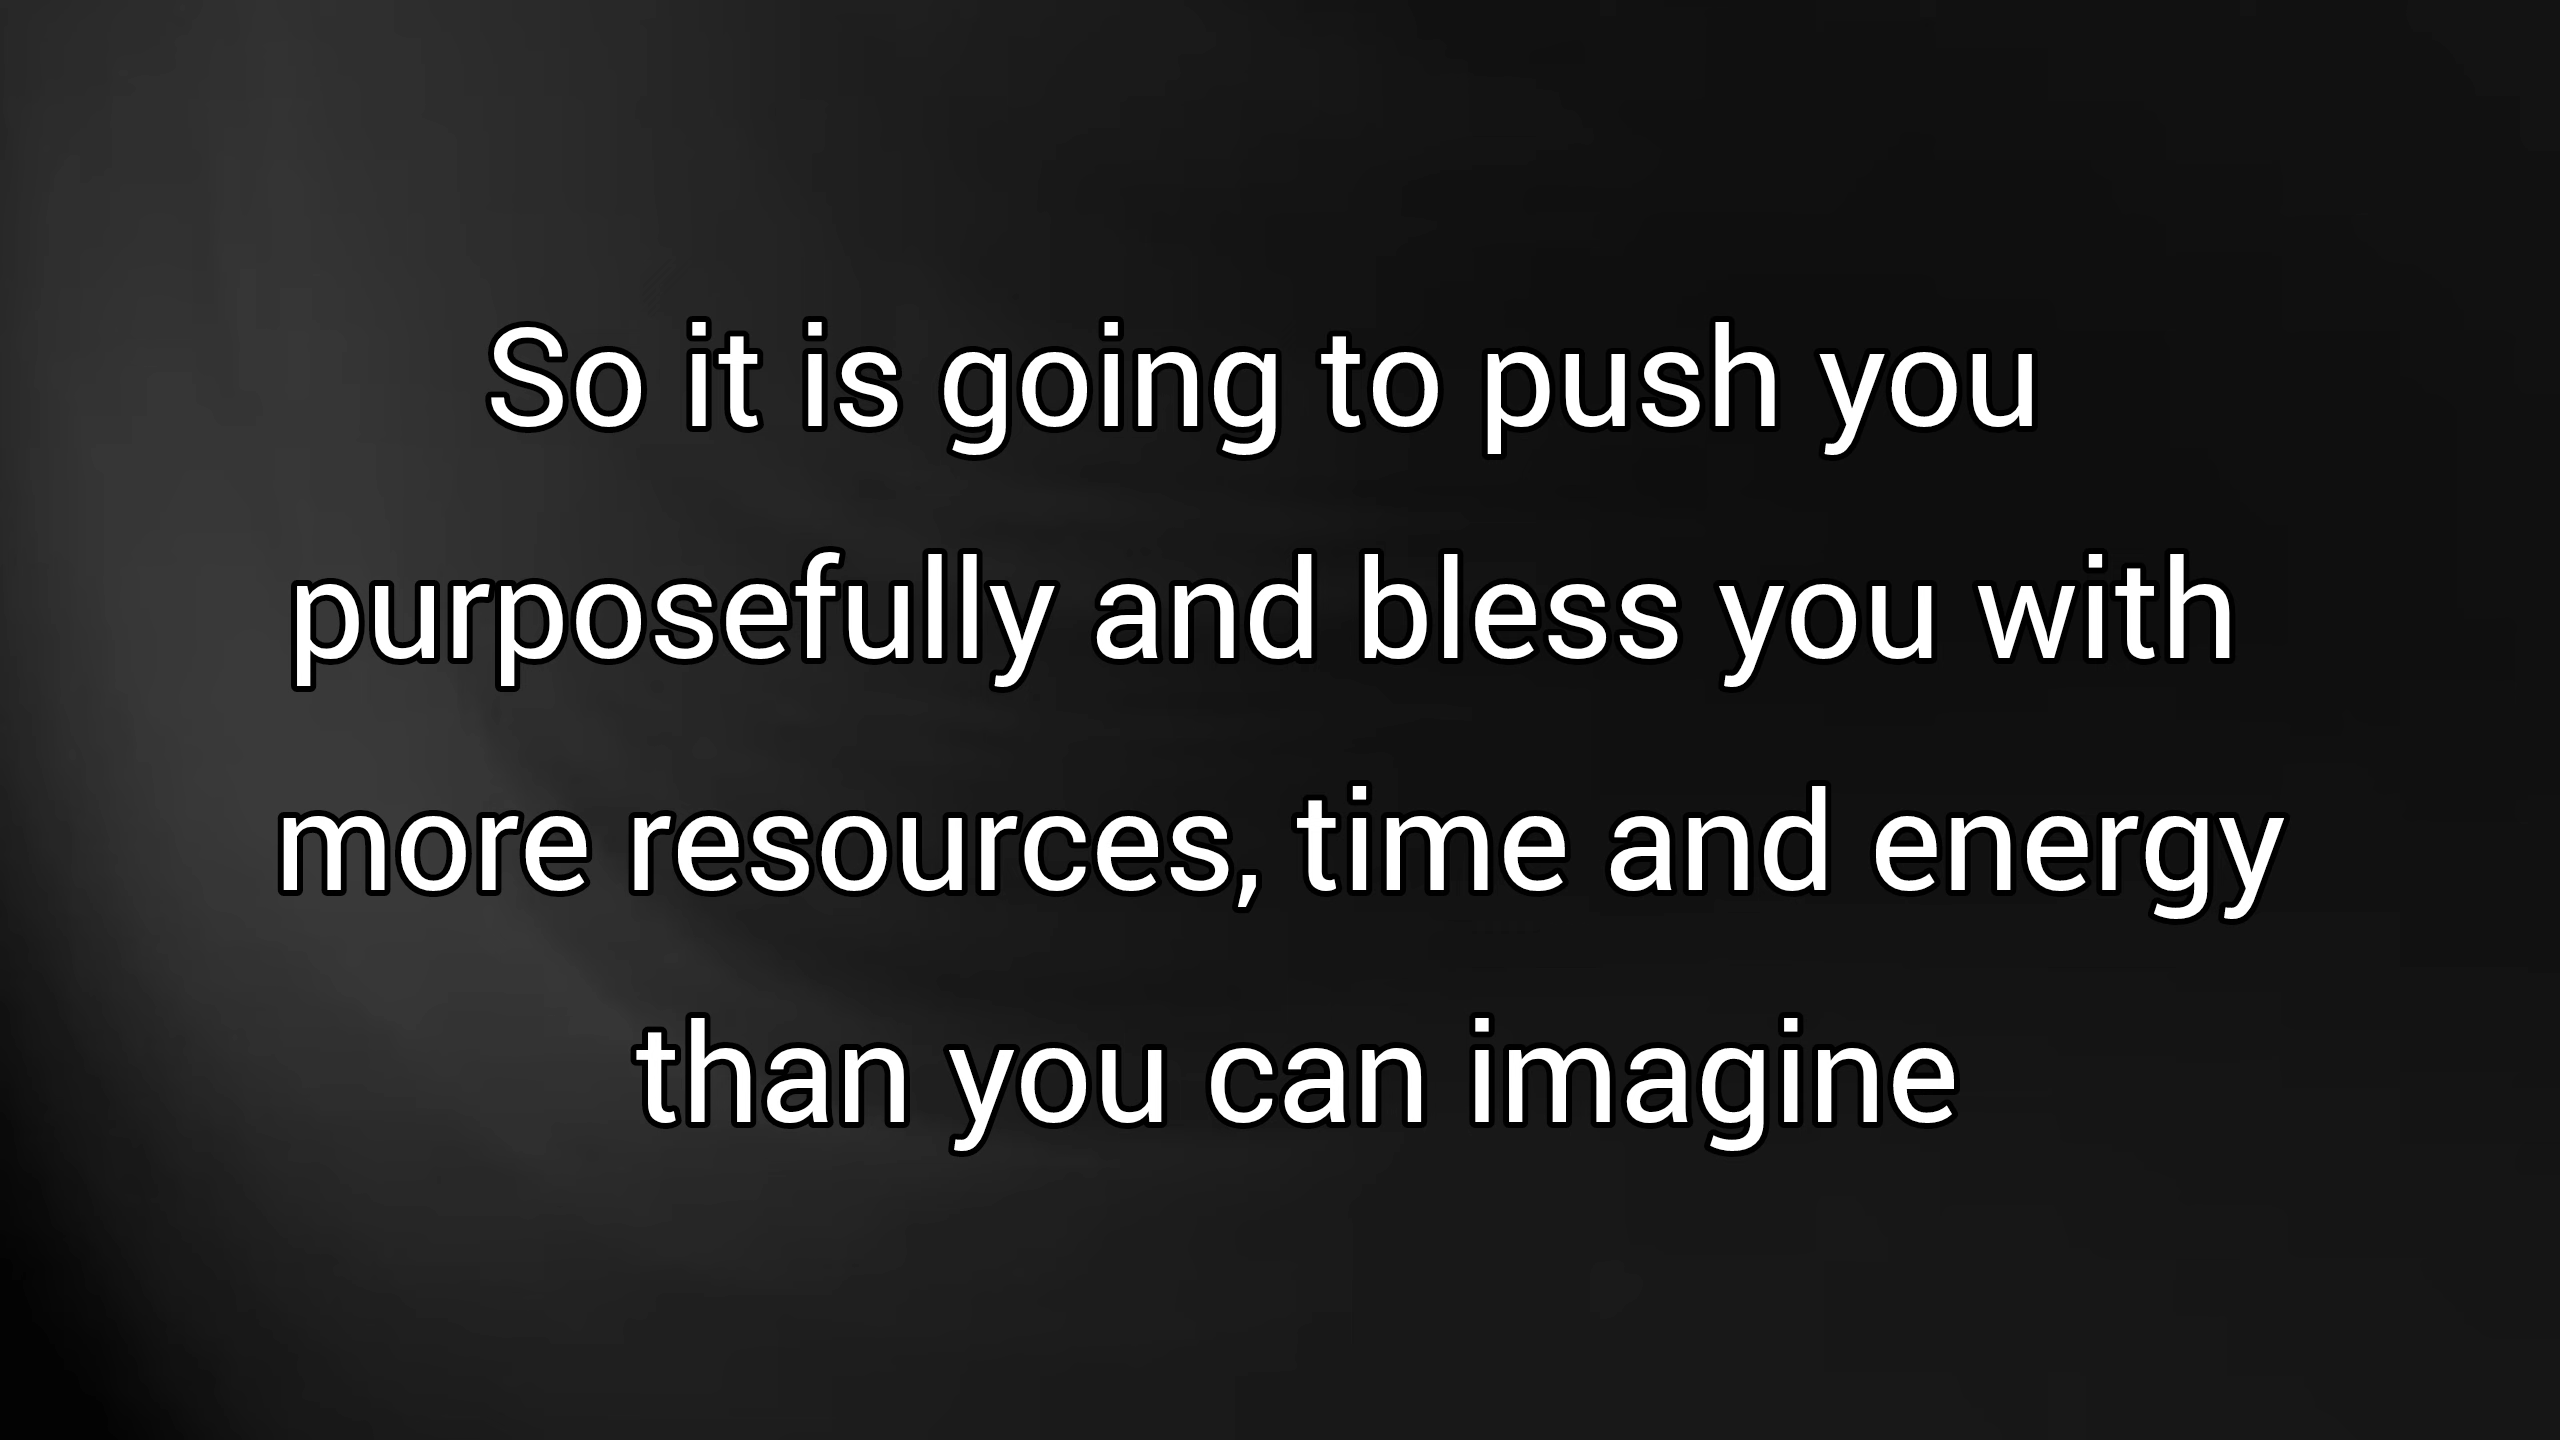 So it is going to push you
purposefully and bless you with
more resources, time and energy
than you can imagine